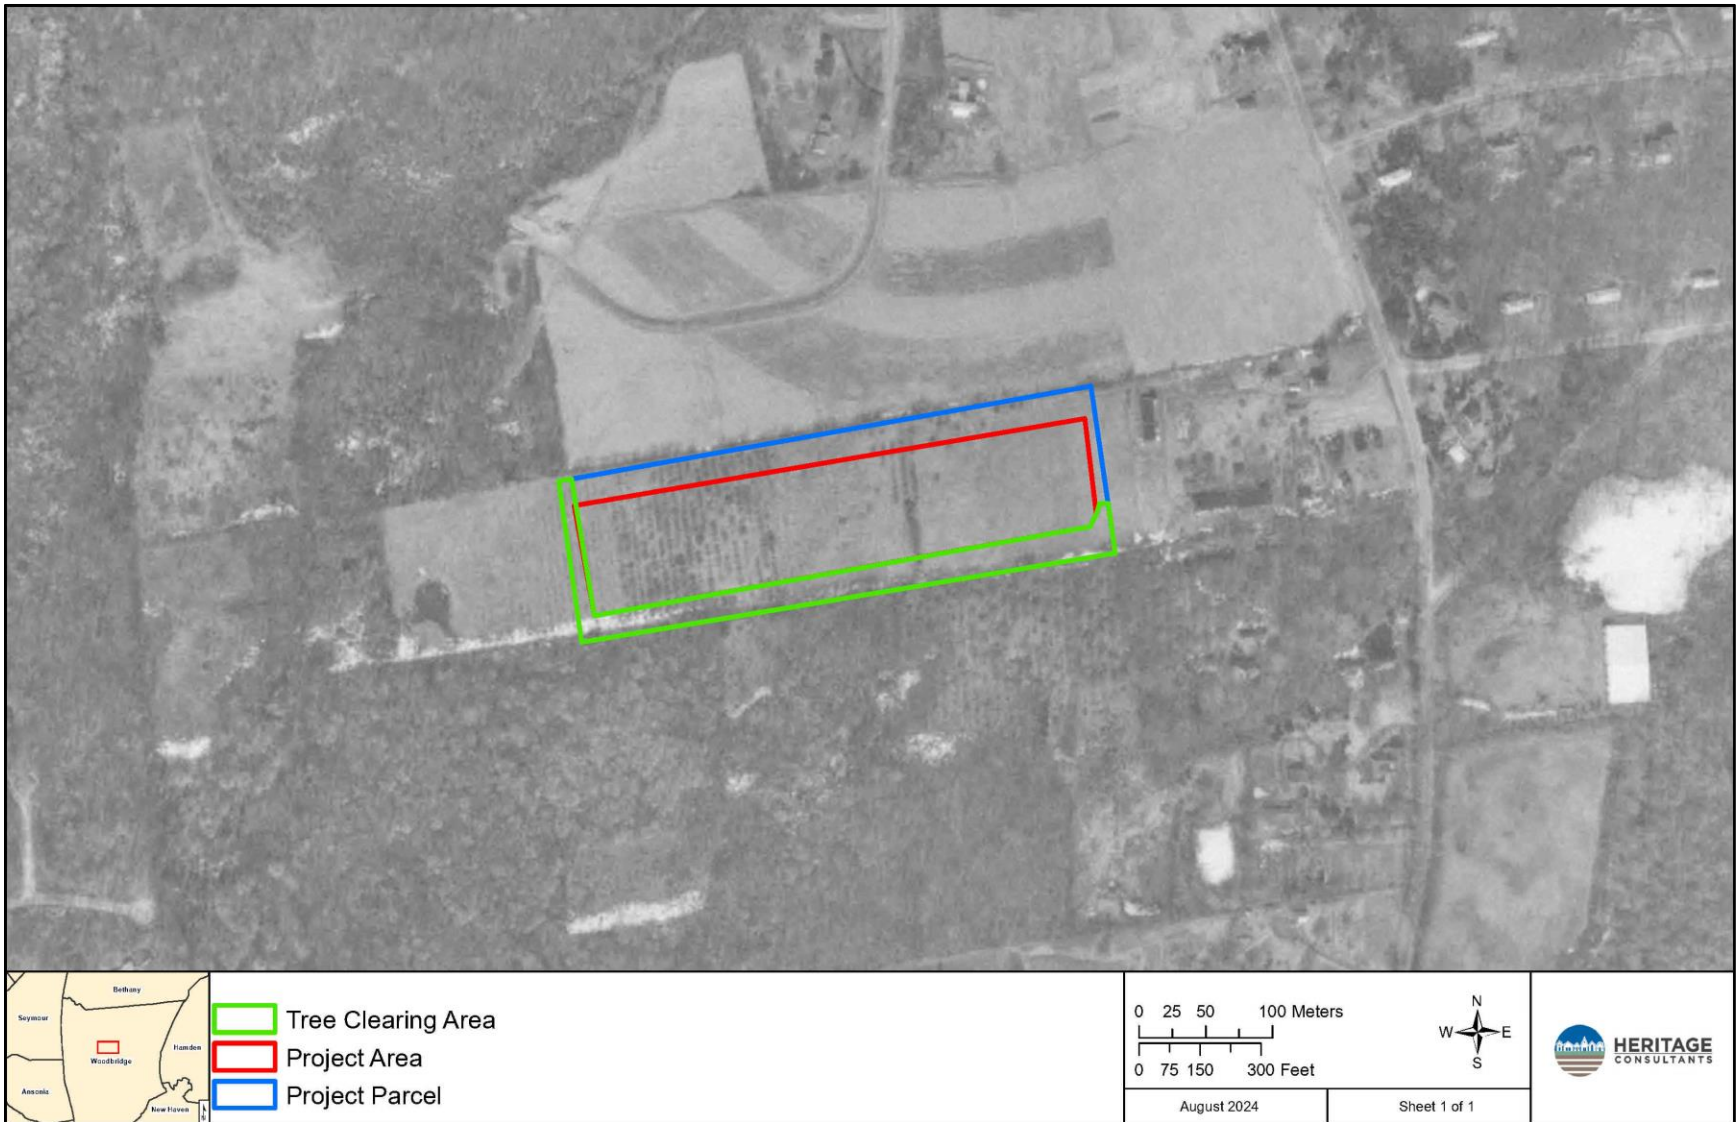 Bethany
Seymour
Hamden
Woodbridge
Ansonia
New Haven
N
Tree Clearing Area
Project Area
Project Parcel
0 25 50 100 Meters
0 75 150 300 Feet
N
W E
S
August 2024
Sheet 1 of 1
HERITAGE
CONSULTANTS